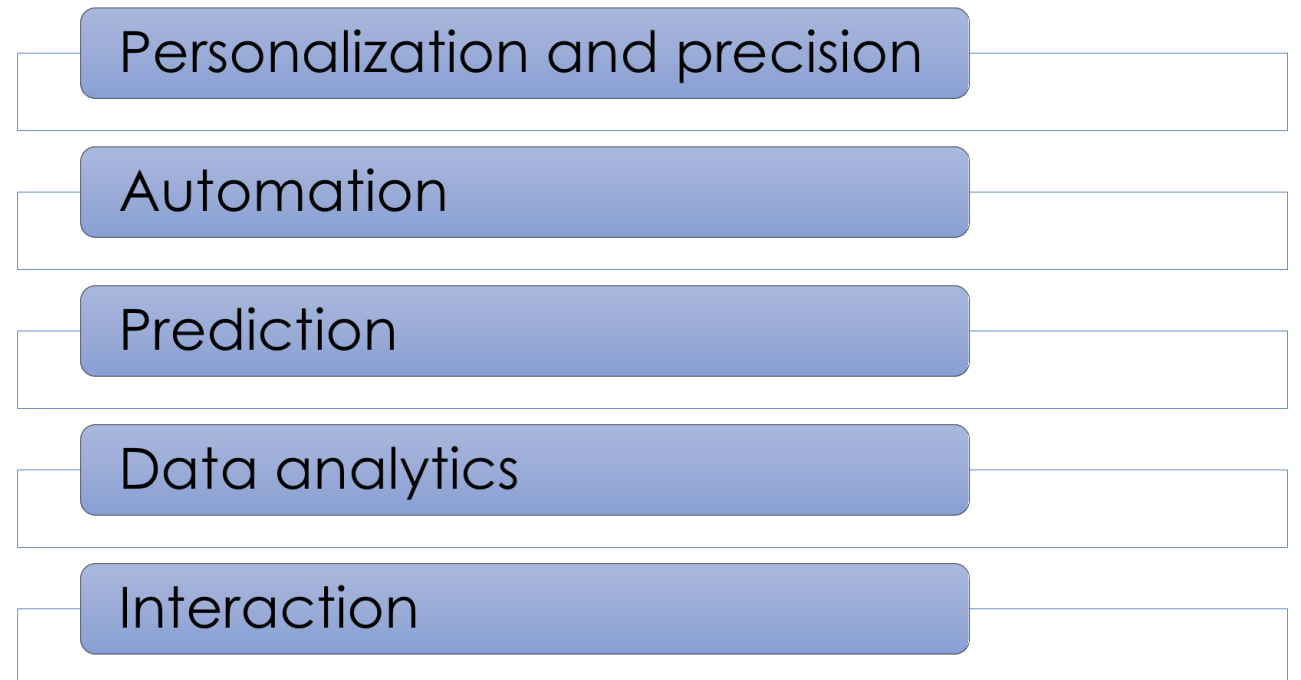 Personalization and precision
Automation
Prediction
Data analytics
Interaction